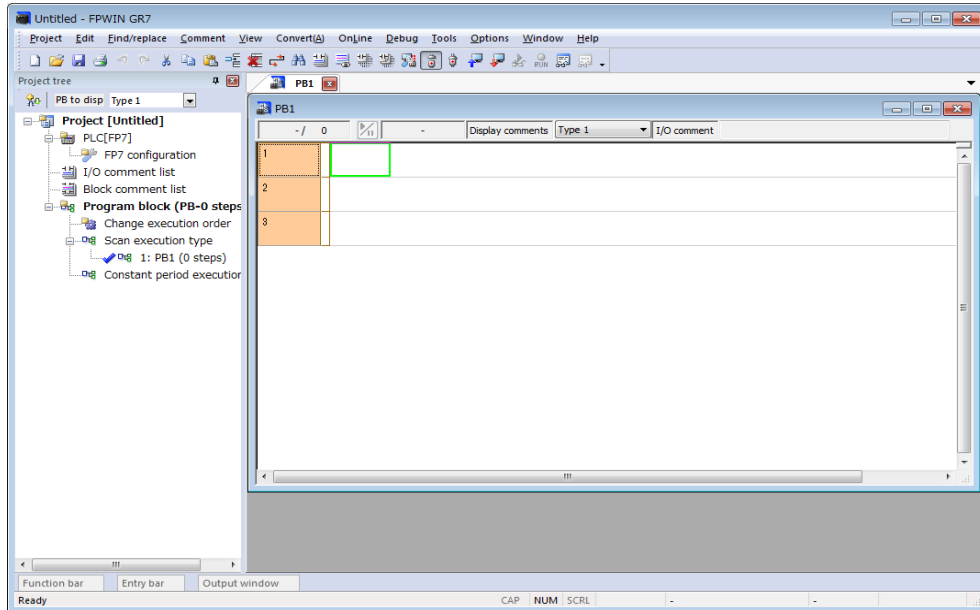 Untitled - FPWIN GR7
Project Edit Find/replace Comment View Convert(A) OnLine Debug Tools Options Window Help
RUN
Project tree
PB1
PB to disp Type 1
PB1
- / 0 - Display comments Type 1 I/O comment
Project [Untitled]
PLC[FP7]
FP7 configuration
I/O comment list
Block comment list
Program block (PB-0 steps
Change execution order
Scan execution type
1: PB1 (0 steps)
Constant period execution
1
2
3
Function bar Entry bar Output window
Ready CAP NUM SCRL - -